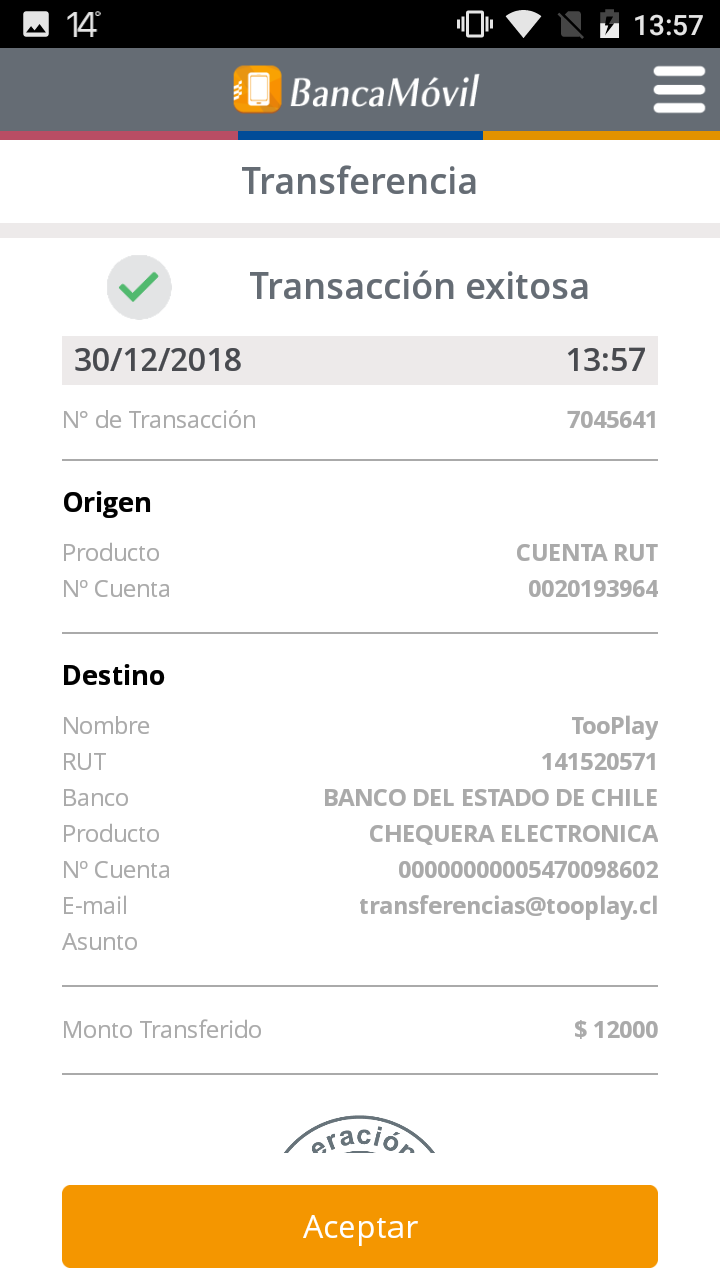 14°
13:57
BancaMóvil
Transferencia
Transacción exitosa
30/12/2018 13:57
N° de Transacción 7045641
Origen
Producto CUENTA RUT
Nº Cuenta 0020193964
Destino
Nombre TooPlay
RUT 141520571
Banco BANCO DEL ESTADO DE CHILE
Producto CHEQUERA ELECTRONICA
Nº Cuenta 00000000005470098602
E-mail transferencias@tooplay.cl
Asunto
Monto Transferido $ 12000
eración
Aceptar